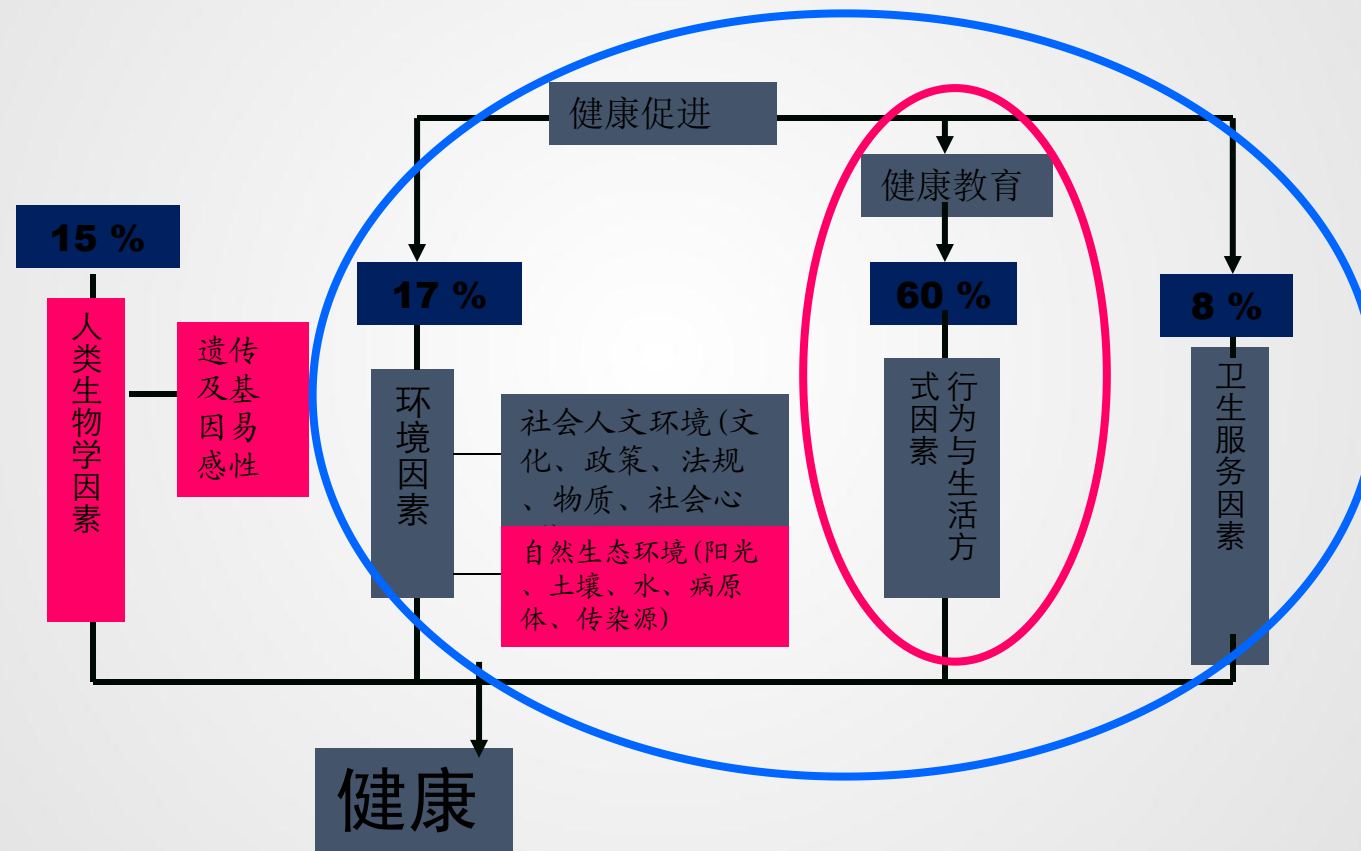 健康促进
健康教育
15 %
17 %
60 %
8 %
人类生物学因素
遗传
及基
因易
感性
环境因素
社会人文环境(文
化、政策、法规
、物质、社会心
自然生态环境(阳光
、土壤、水、病原
体、传染源)
行为与生活方
式因素
卫生服务因素
健康